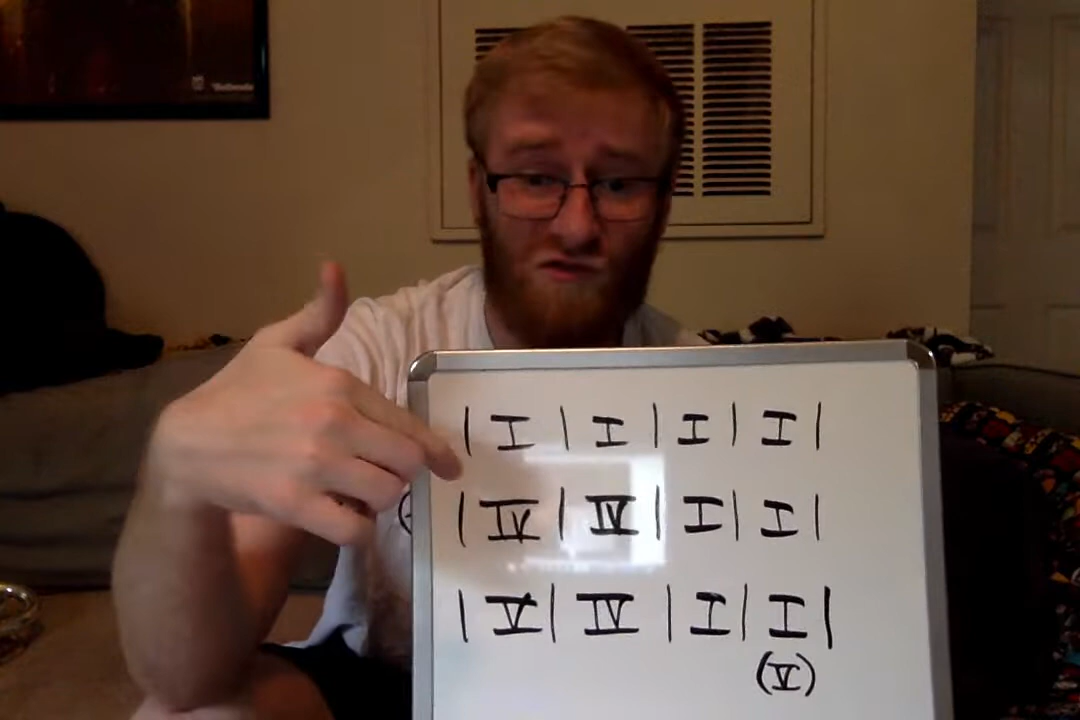 | I | I | I | I |
| IV | IV | I | I |
| V | IV | I | I |
(V)